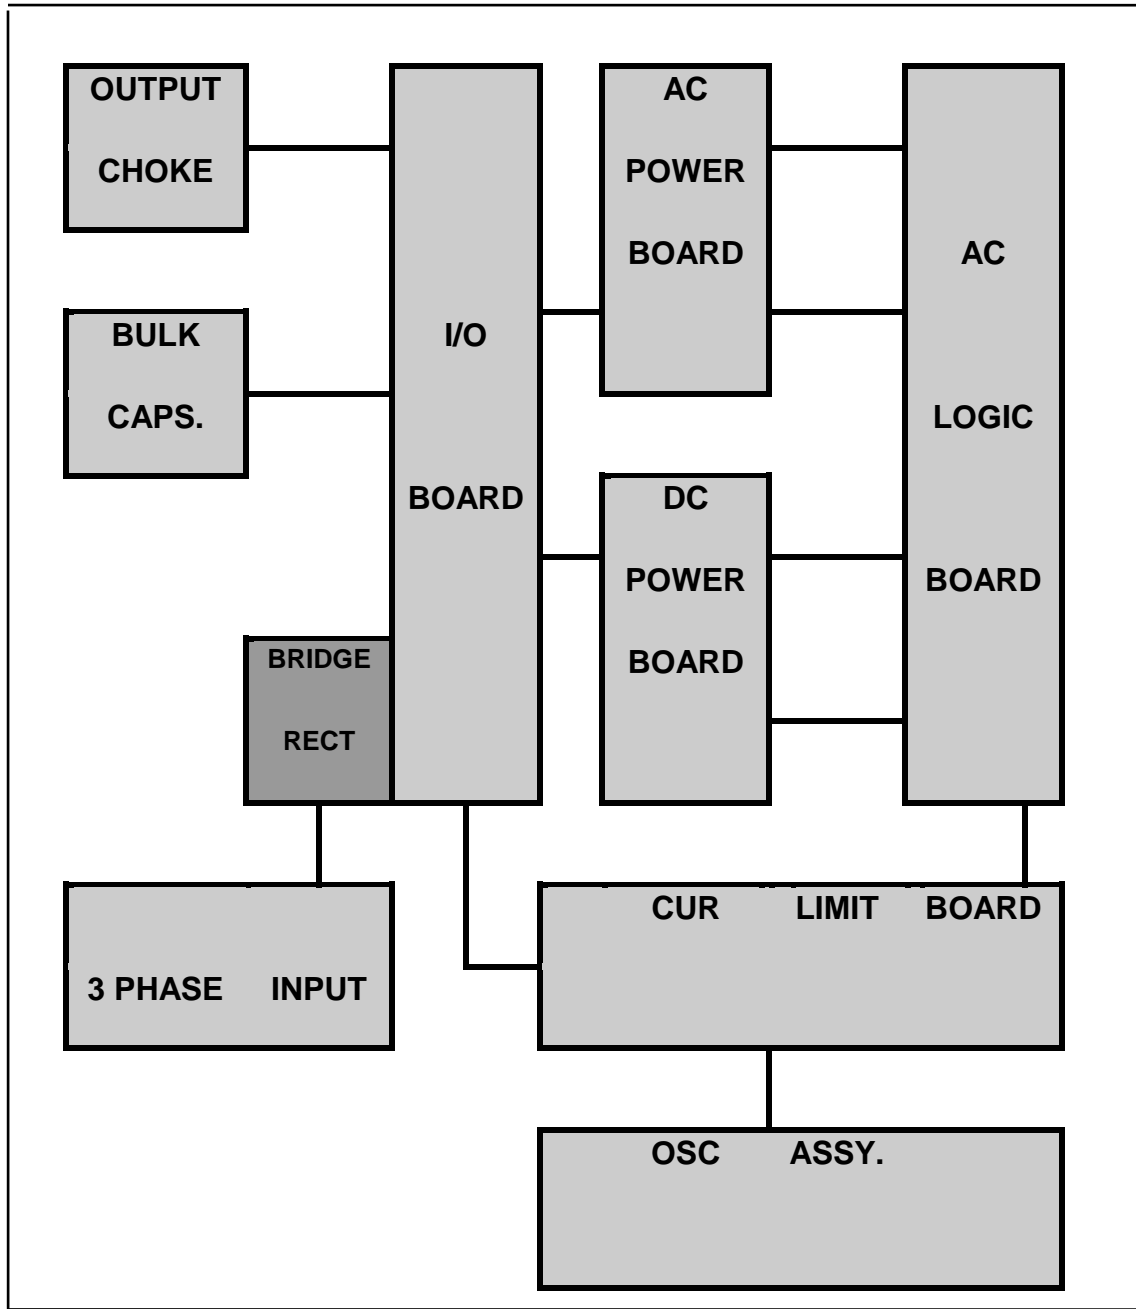 OUTPUT
CHOKE
BULK
CAPS.
I/O
BOARD
AC
POWER
BOARD
DC
POWER
BOARD
AC
LOGIC
BOARD
BRIDGE
RECT
3 PHASE INPUT
CUR LIMIT BOARD
OSC ASSY.